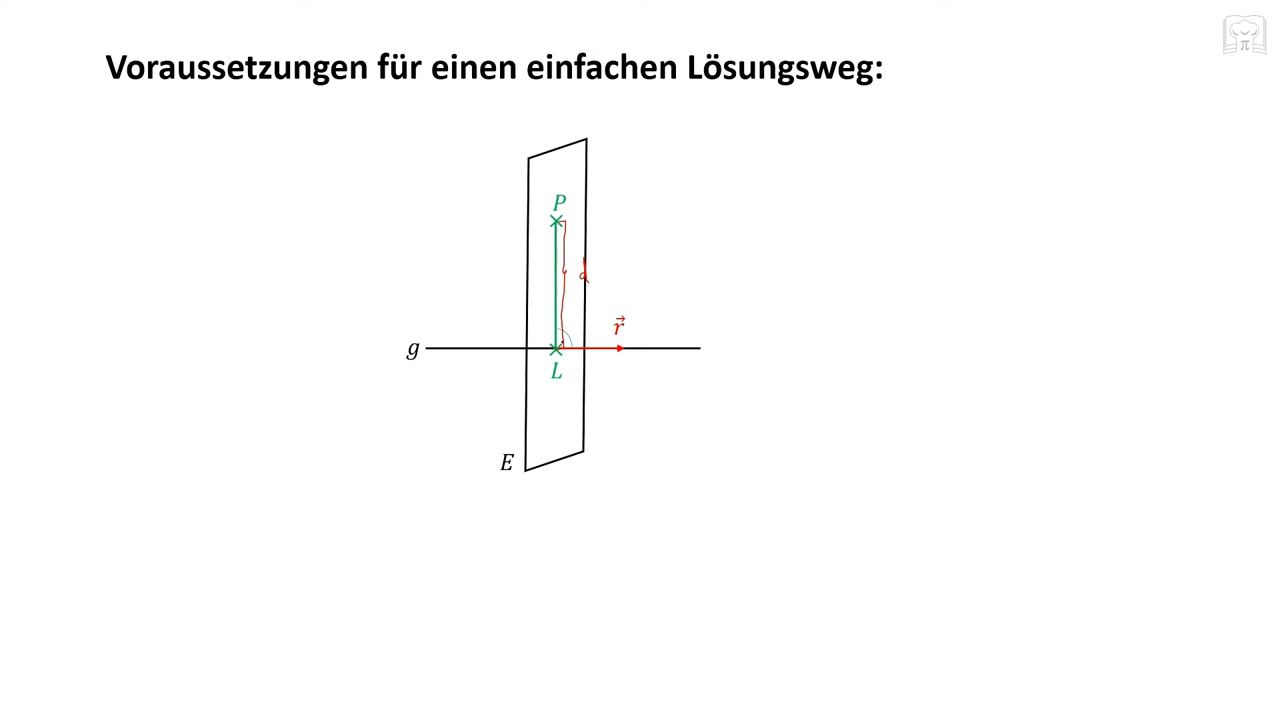 Voraussetzungen für einen einfachen Lösungsweg:
P
d
r⃗
g
L
E
π